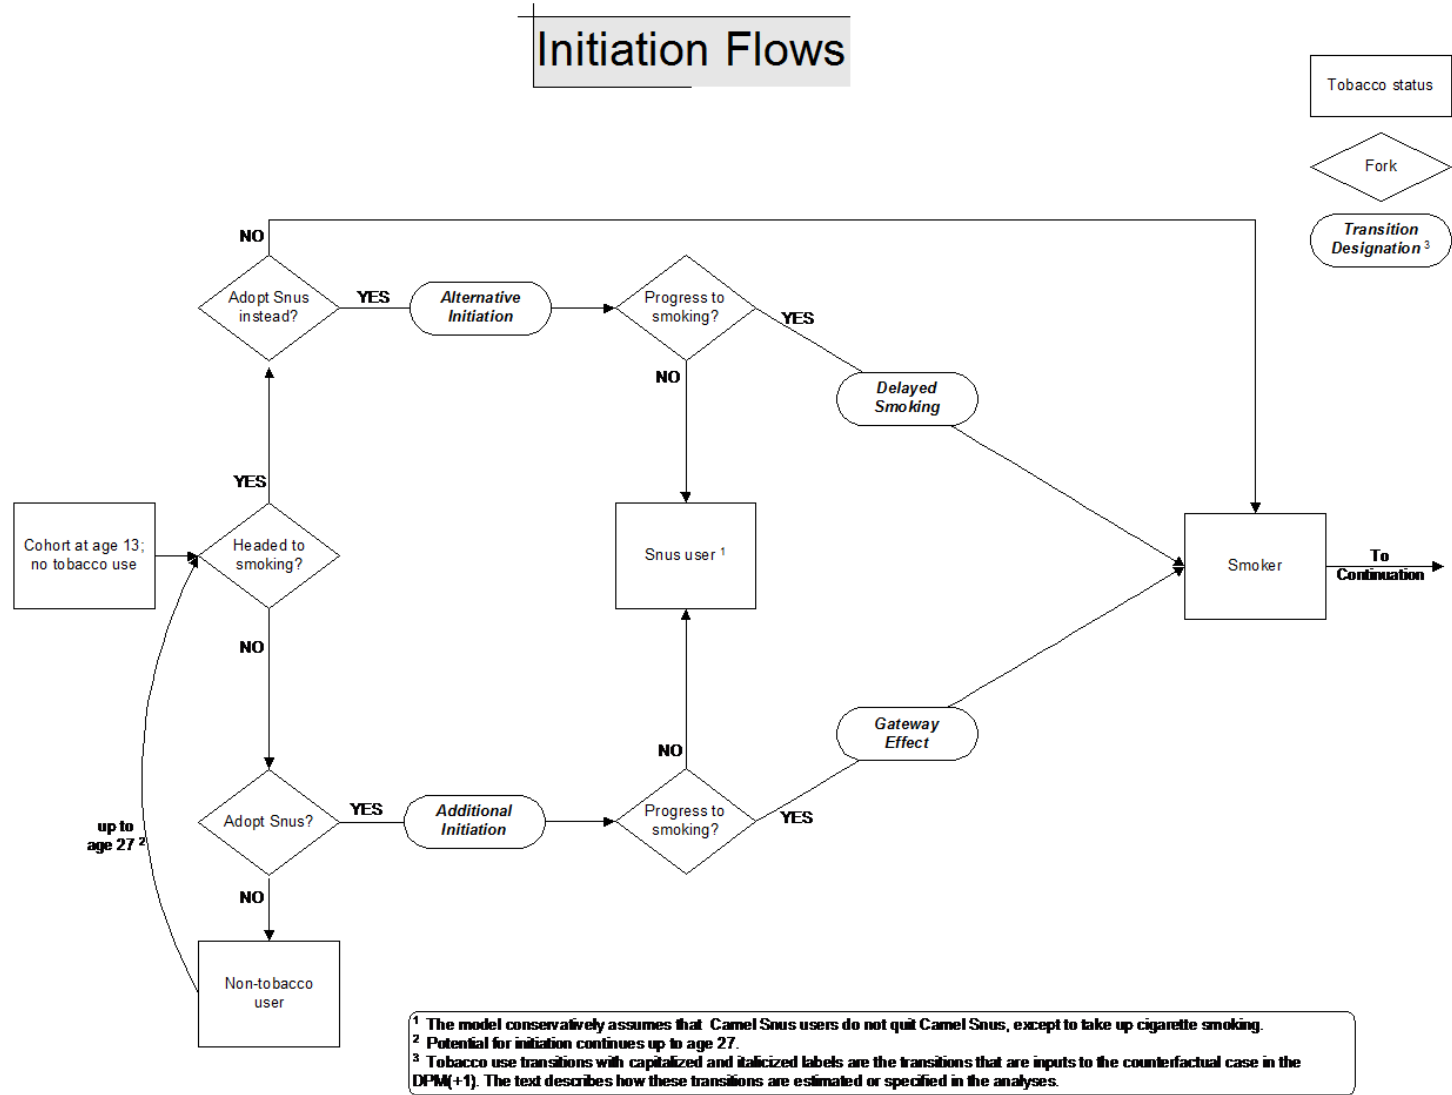 Initiation Flows
Tobacco status
Fork
Transition
Designation 3
NO
Adopt Snus
instead?
YES
Alternative
Initiation
Progress to
smoking?
YES
NO
Delayed
Smoking
YES
Cohort at age 13;
no tobacco use
Headed to
smoking?
Snus user 1
Smoker
To
Continuation
NO
Gateway
Effect
NO
Adopt Snus?
YES
Additional
Initiation
Progress to
smoking?
YES
up to
age 27 2
NO
Non-tobacco
user
1 The model conservatively assumes that Camel Snus users do not quit Camel Snus, except to take up cigarette smoking.
2 Potential for initiation continues up to age 27.
3 Tobacco use transitions with capitalized and italicized labels are the transitions that are inputs to the counterfactual case in the
DPM(+1). The text describes how these transitions are estimated or specified in the analyses.